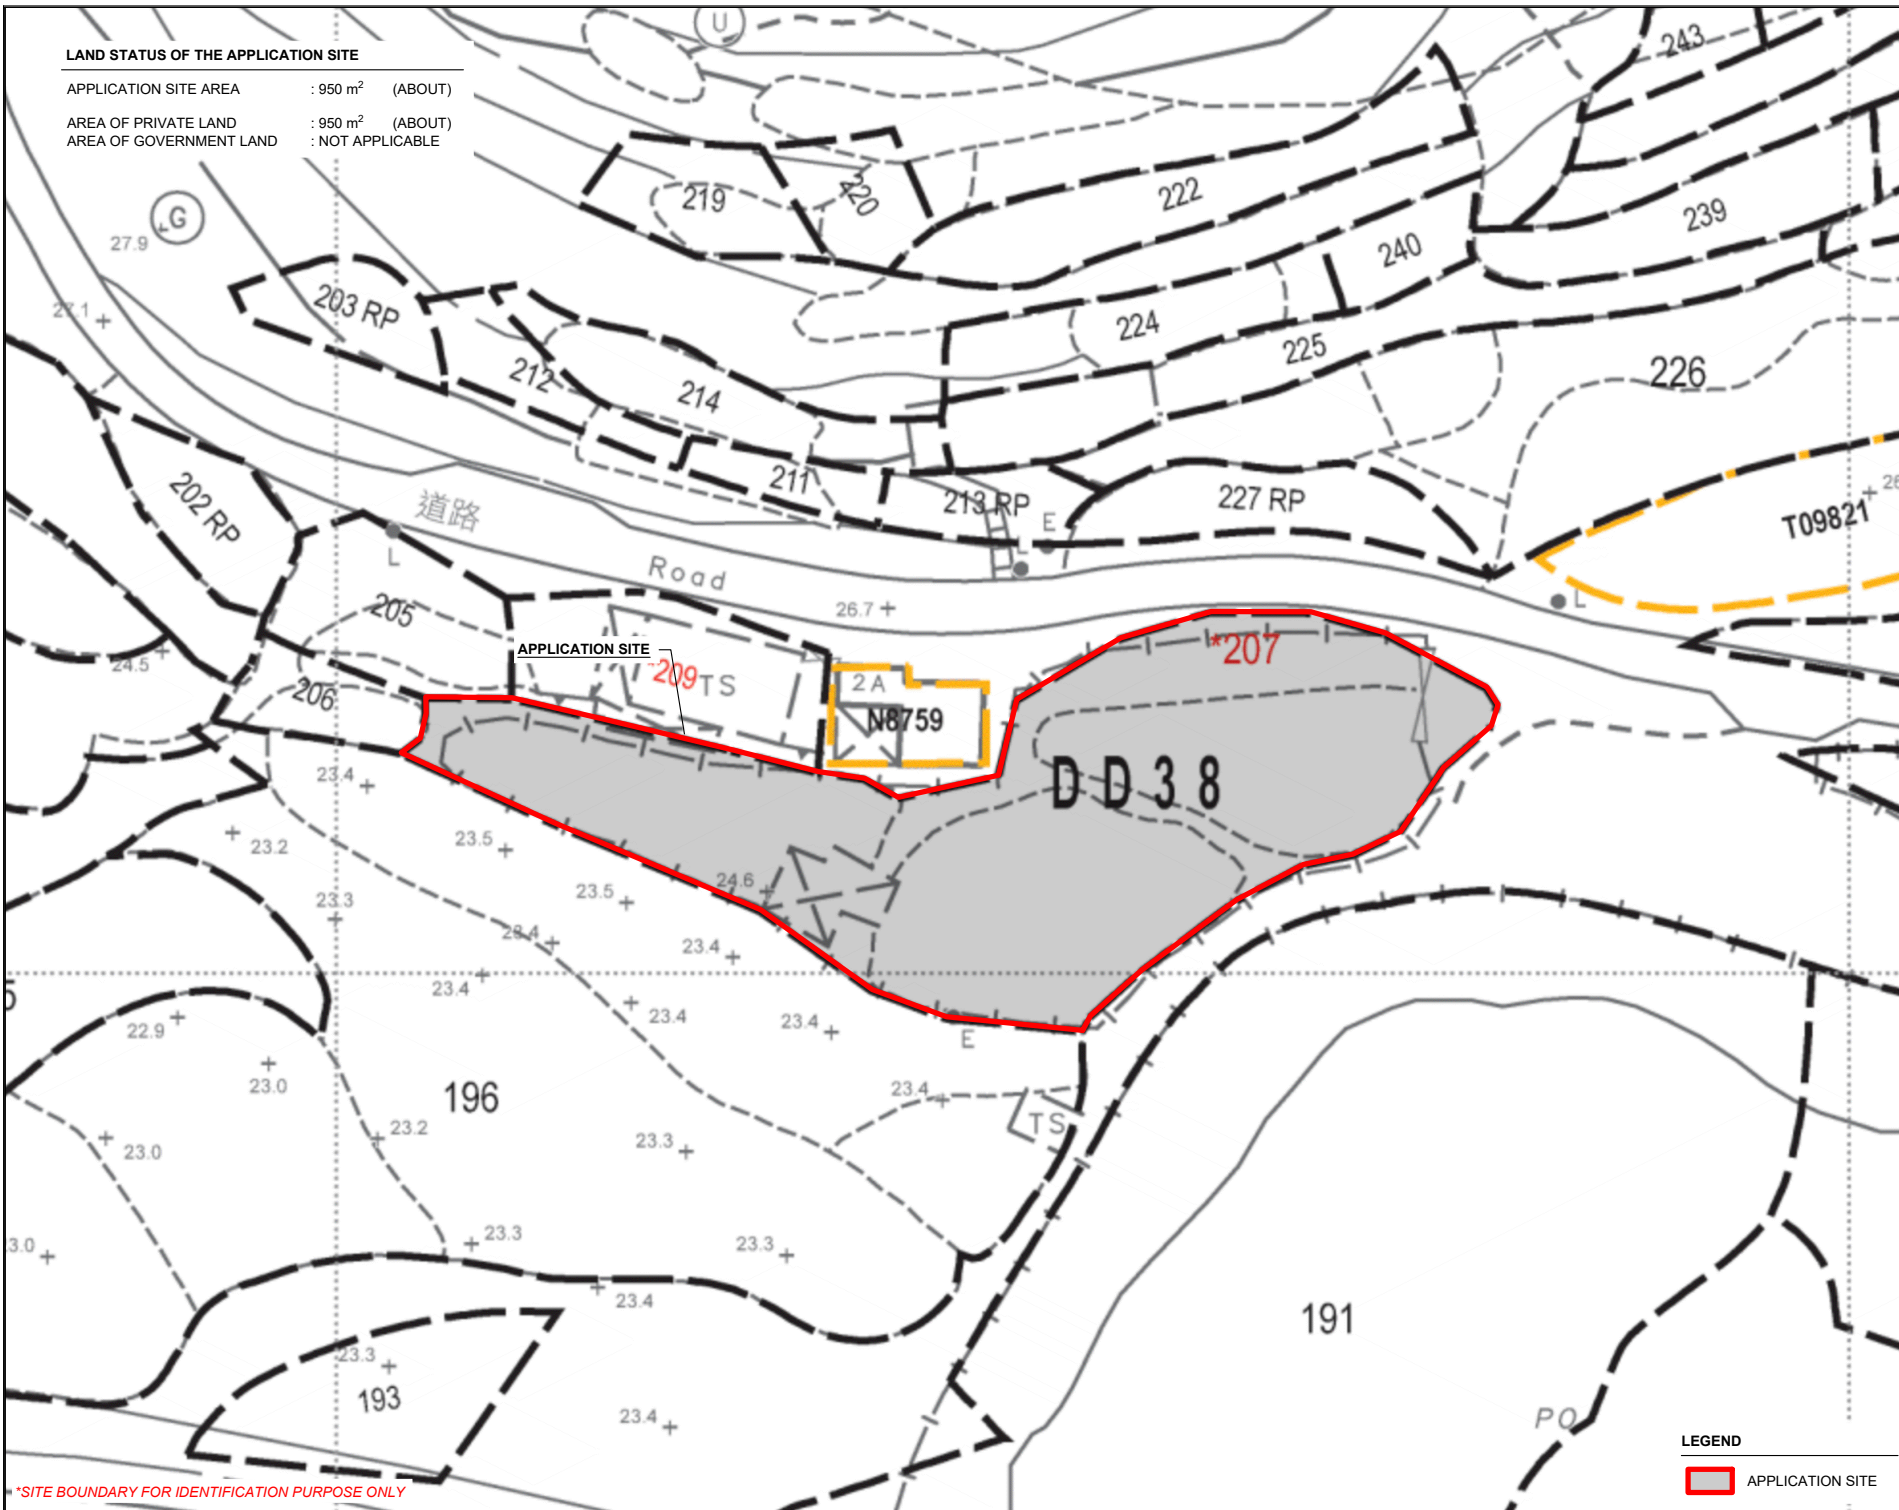 LAND STATUS OF THE APPLICATION SITE
APPLICATION SITE AREA : 950 m² (ABOUT)
AREA OF PRIVATE LAND : 950 m² (ABOUT)
AREA OF GOVERNMENT LAND : NOT APPLICABLE
U
243
G
27.9
219
220
222
239
240
27.1
203 RP
224
225
212
214
226
202 RP
道路
211
213 RP
E
227 RP
T09821
L
L
Road
26.7
L
205
24.5
APPLICATION SITE
*209
TS
*207
2A
N8759
206
DD38
23.4
23.2
23.5
23.5
24.6
23.3
23.4
23.4
23.4
22.9
23.4
23.4
E
23.0
196
23.4
TS
23.2
23.0
23.3
23.3
23.3
23.4
191
23.3
193
23.4
PO
LEGEND
APPLICATION SITE
*SITE BOUNDARY FOR IDENTIFICATION PURPOSE ONLY